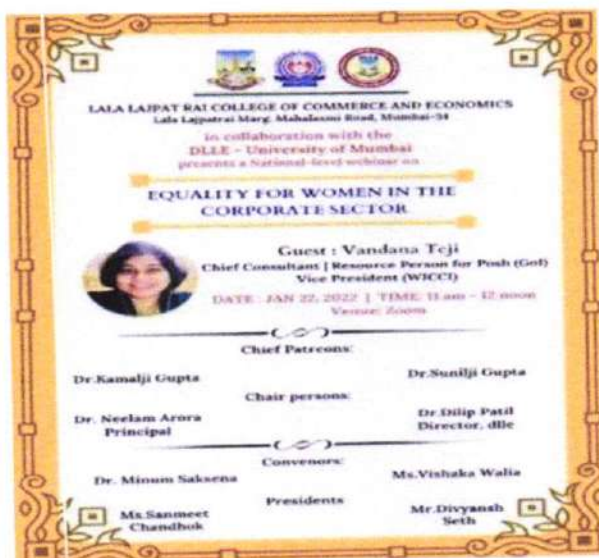 LALA LAJPAT RAI COLLEGE OF COMMERCE AND ECONOMICS
Lala Lajpatrai Marg. Mahalaxmi Road, Mumbai-34
in collaboration with the
DLLE - University of Mumbai
presents a National-level webinar on
EQUALITY FOR WOMEN IN THE
CORPORATE SECTOR
Guest : Vandana Teji
Chief Consultant | Resource Person for Posh (GoI)
Vice President (WICCI)
DATE : JAN 22, 2022 | TIME: 11 am - 12 noon
Venue: Zoom
Chief Patreons:
Dr.Kamalji Gupta Dr.Sunilji Gupta
Chair persons:
Dr. Neelam Arora Dr.Dilip Patil
Principal Director, dlle
Convenors:
Dr. Minum Saksena Ms.Vishaka Walia
Presidents
Ms.Sanmeet Mr.Divyansh
Chandhok Seth